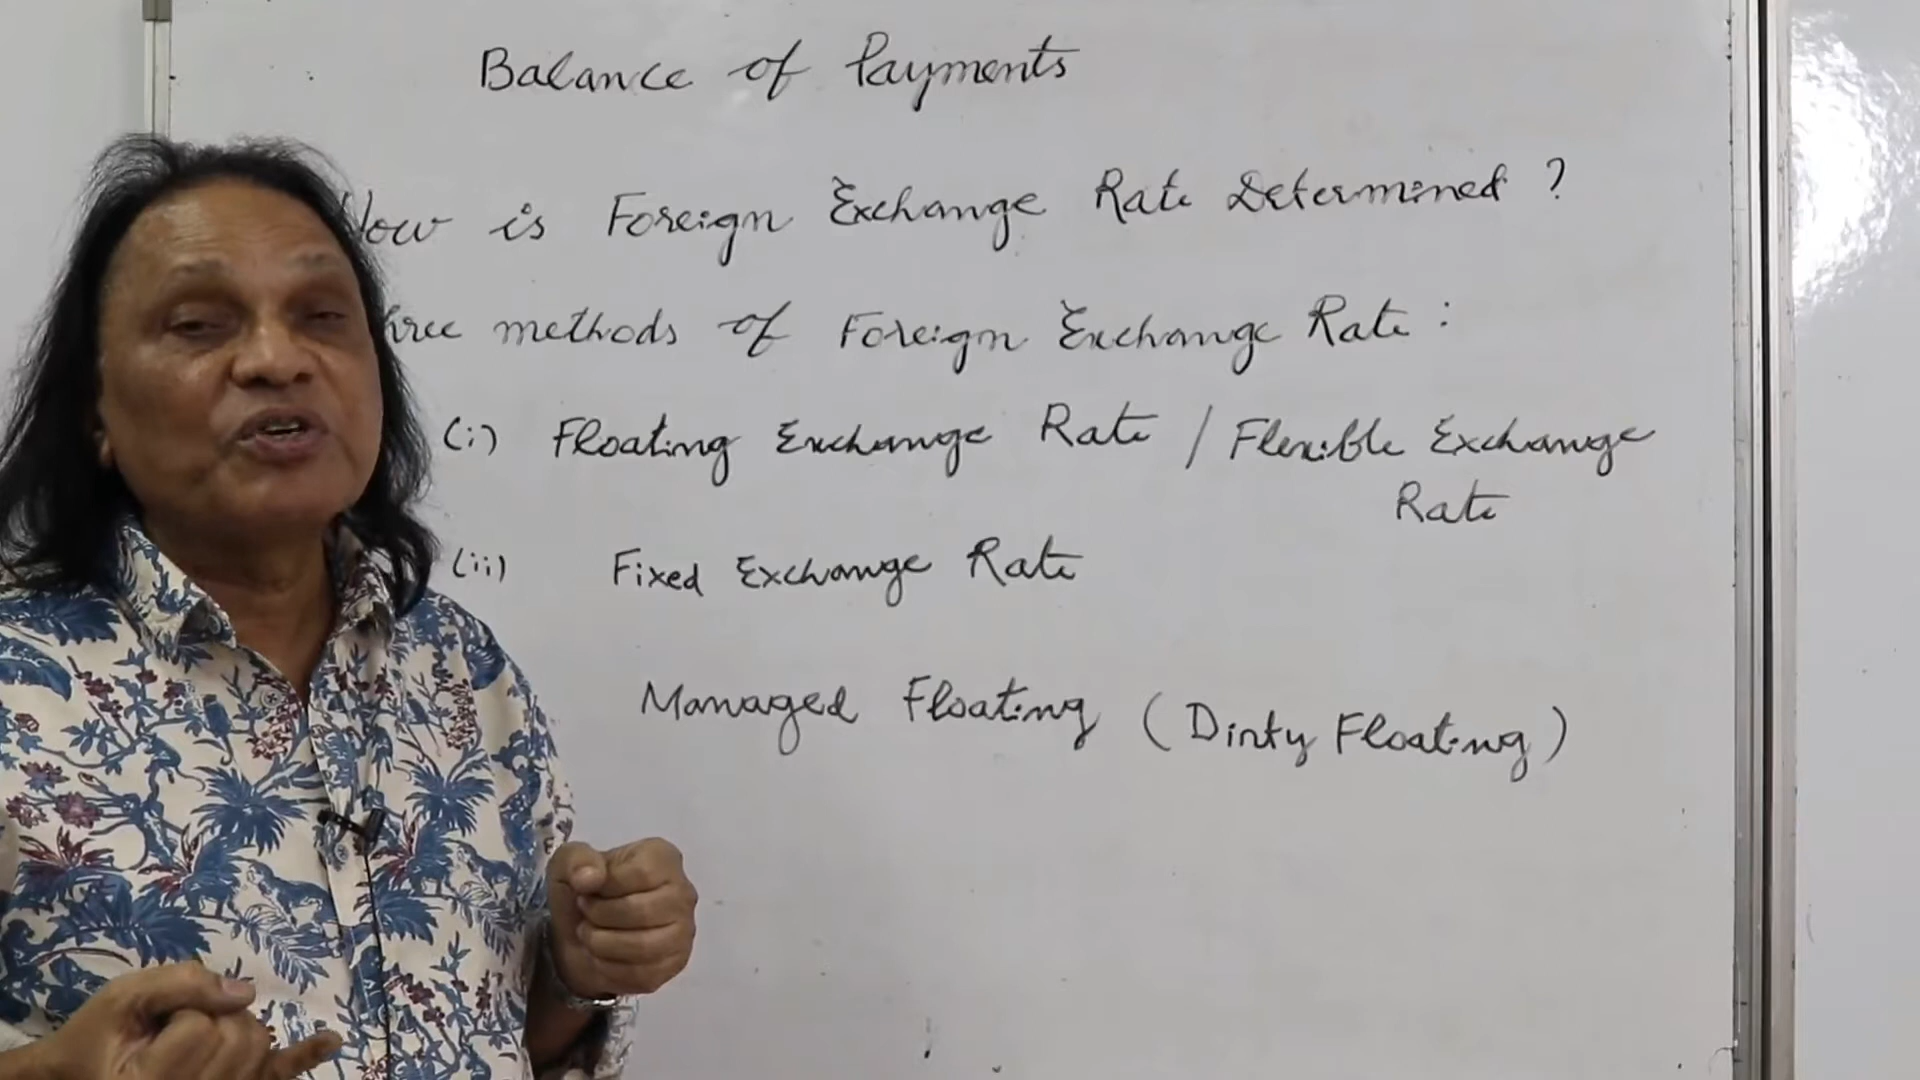 Balance of Payments
How is Foreign Exchange Rate Determined ?
hree methods of Foreign Exchange Rate :
(i) Floating Exchange Rate / Flexible Exchange
Rate
(ii) Fixed Exchange Rate
Managed Floating (Dirty Floating)